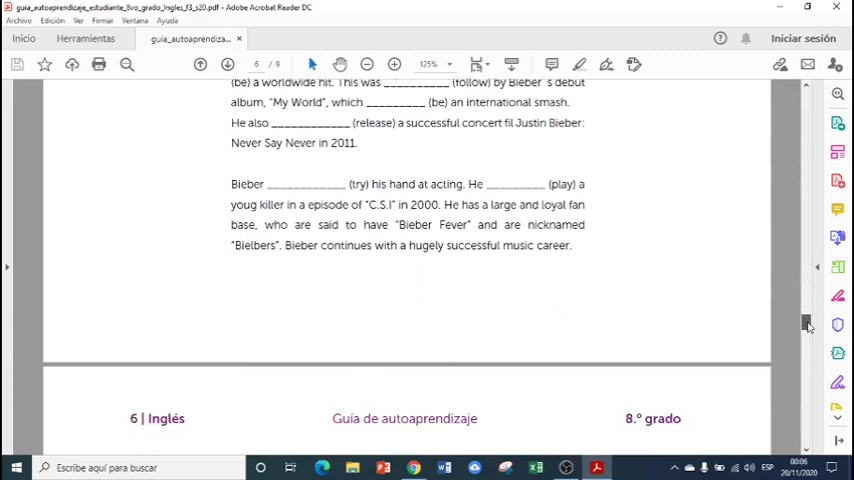 guia_autoaprendizaje_estudiante_8vo_grado_Ingles_f3_s20.pdf - Adobe Acrobat Reader DC
Archivo Edición Ver Firmar Ventana Ayuda
Inicio Herramientas guia_autoaprendiza... Iniciar sesión
6 / 9 125%
(be) a worldwide hit. This was __________ (follow) by Bieber´s debut
album, “My World”, which _________ (be) an international smash.
He also ____________ (release) a successful concert fil Justin Bieber:
Never Say Never in 2011.
Bieber ____________ (try) his hand at acting. He _________ (play) a
youg killer in a episode of “C.S.I” in 2000. He has a large and loyal fan
base, who are said to have “Bieber Fever” and are nicknamed
“Bielbers”. Bieber continues with a hugely successful music career.
6 | Inglés Guía de autoaprendizaje 8.º grado
Escribe aquí para buscar ESP 00:06
20/11/2020